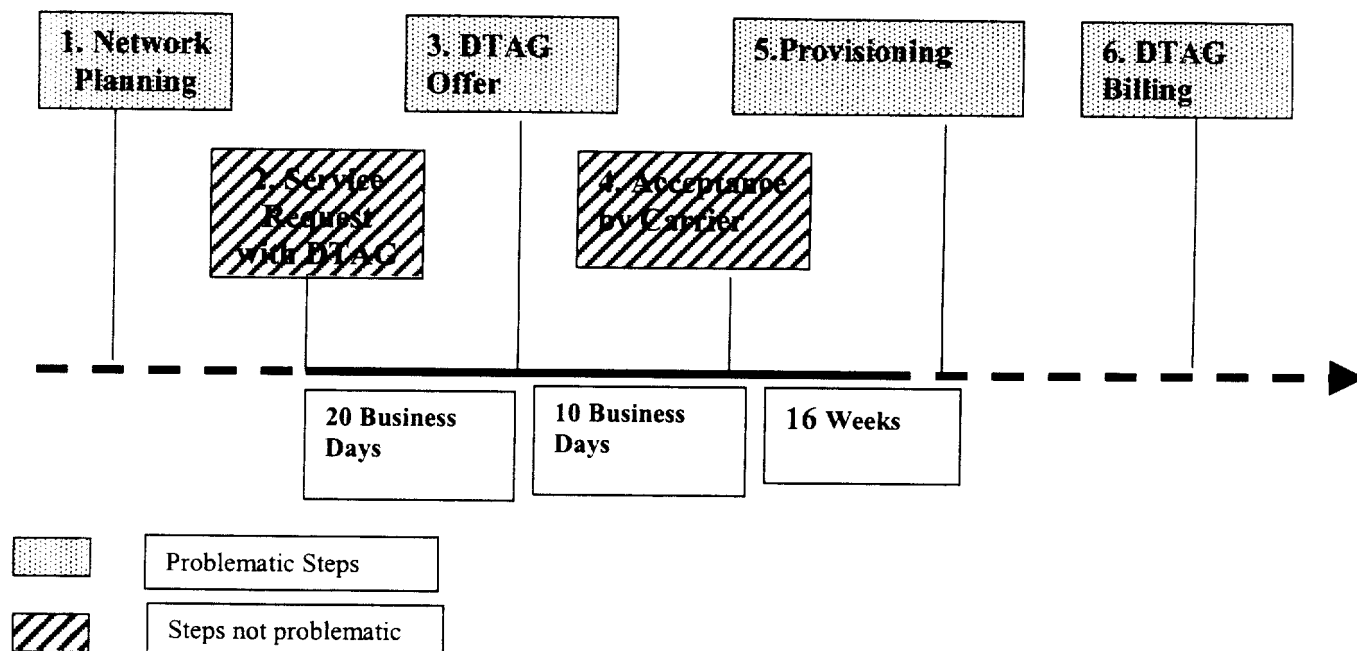 1. Network
Planning
3. DTAG
Offer
5.Provisioning
6. DTAG
Billing
2. Service
Request
with DTAG
4. Acceptance
by Carrier
20 Business
Days
10 Business
Days
16 Weeks
Problematic Steps
Steps not problematic